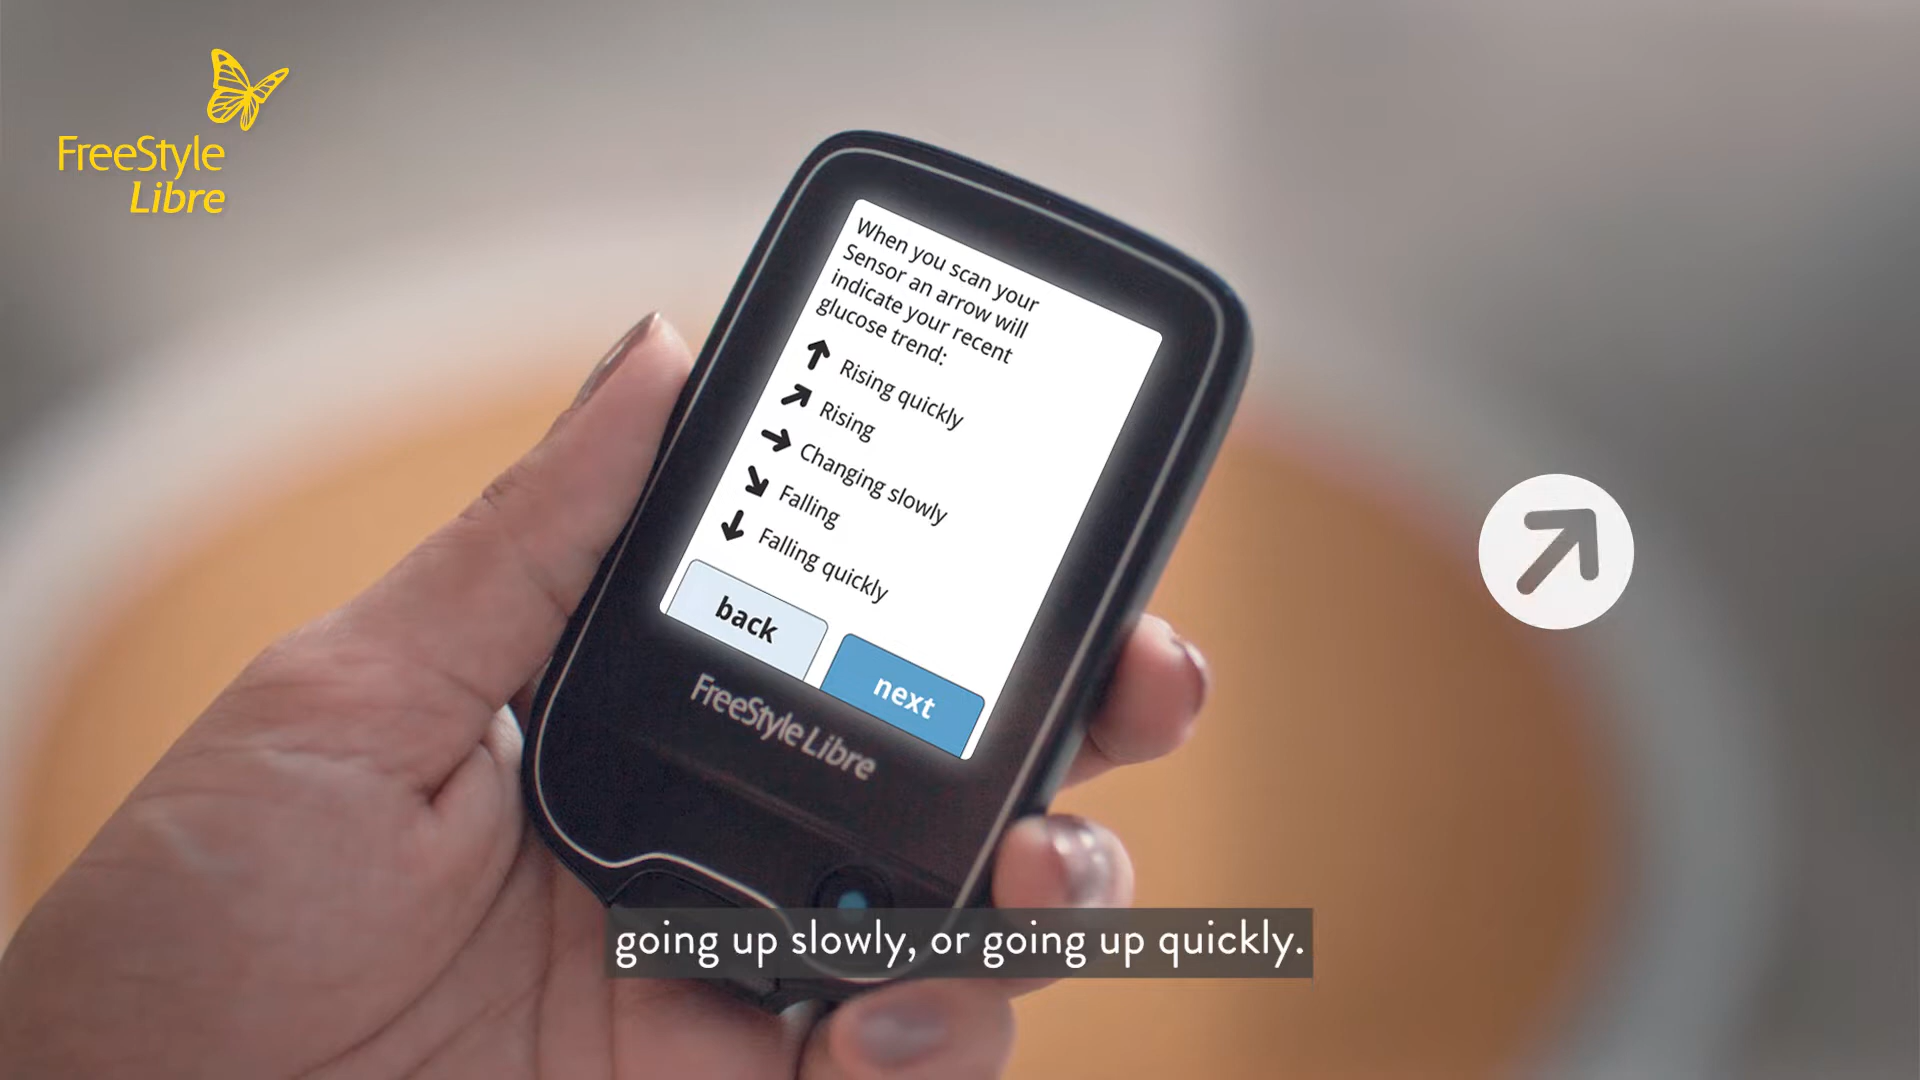 FreeStyle
Libre
When you scan your
Sensor an arrow will
indicate your recent
glucose trend:
Rising quickly
Rising
Changing slowly
Falling
Falling quickly
back
next
FreeStyle Libre
going up slowly, or going up quickly.